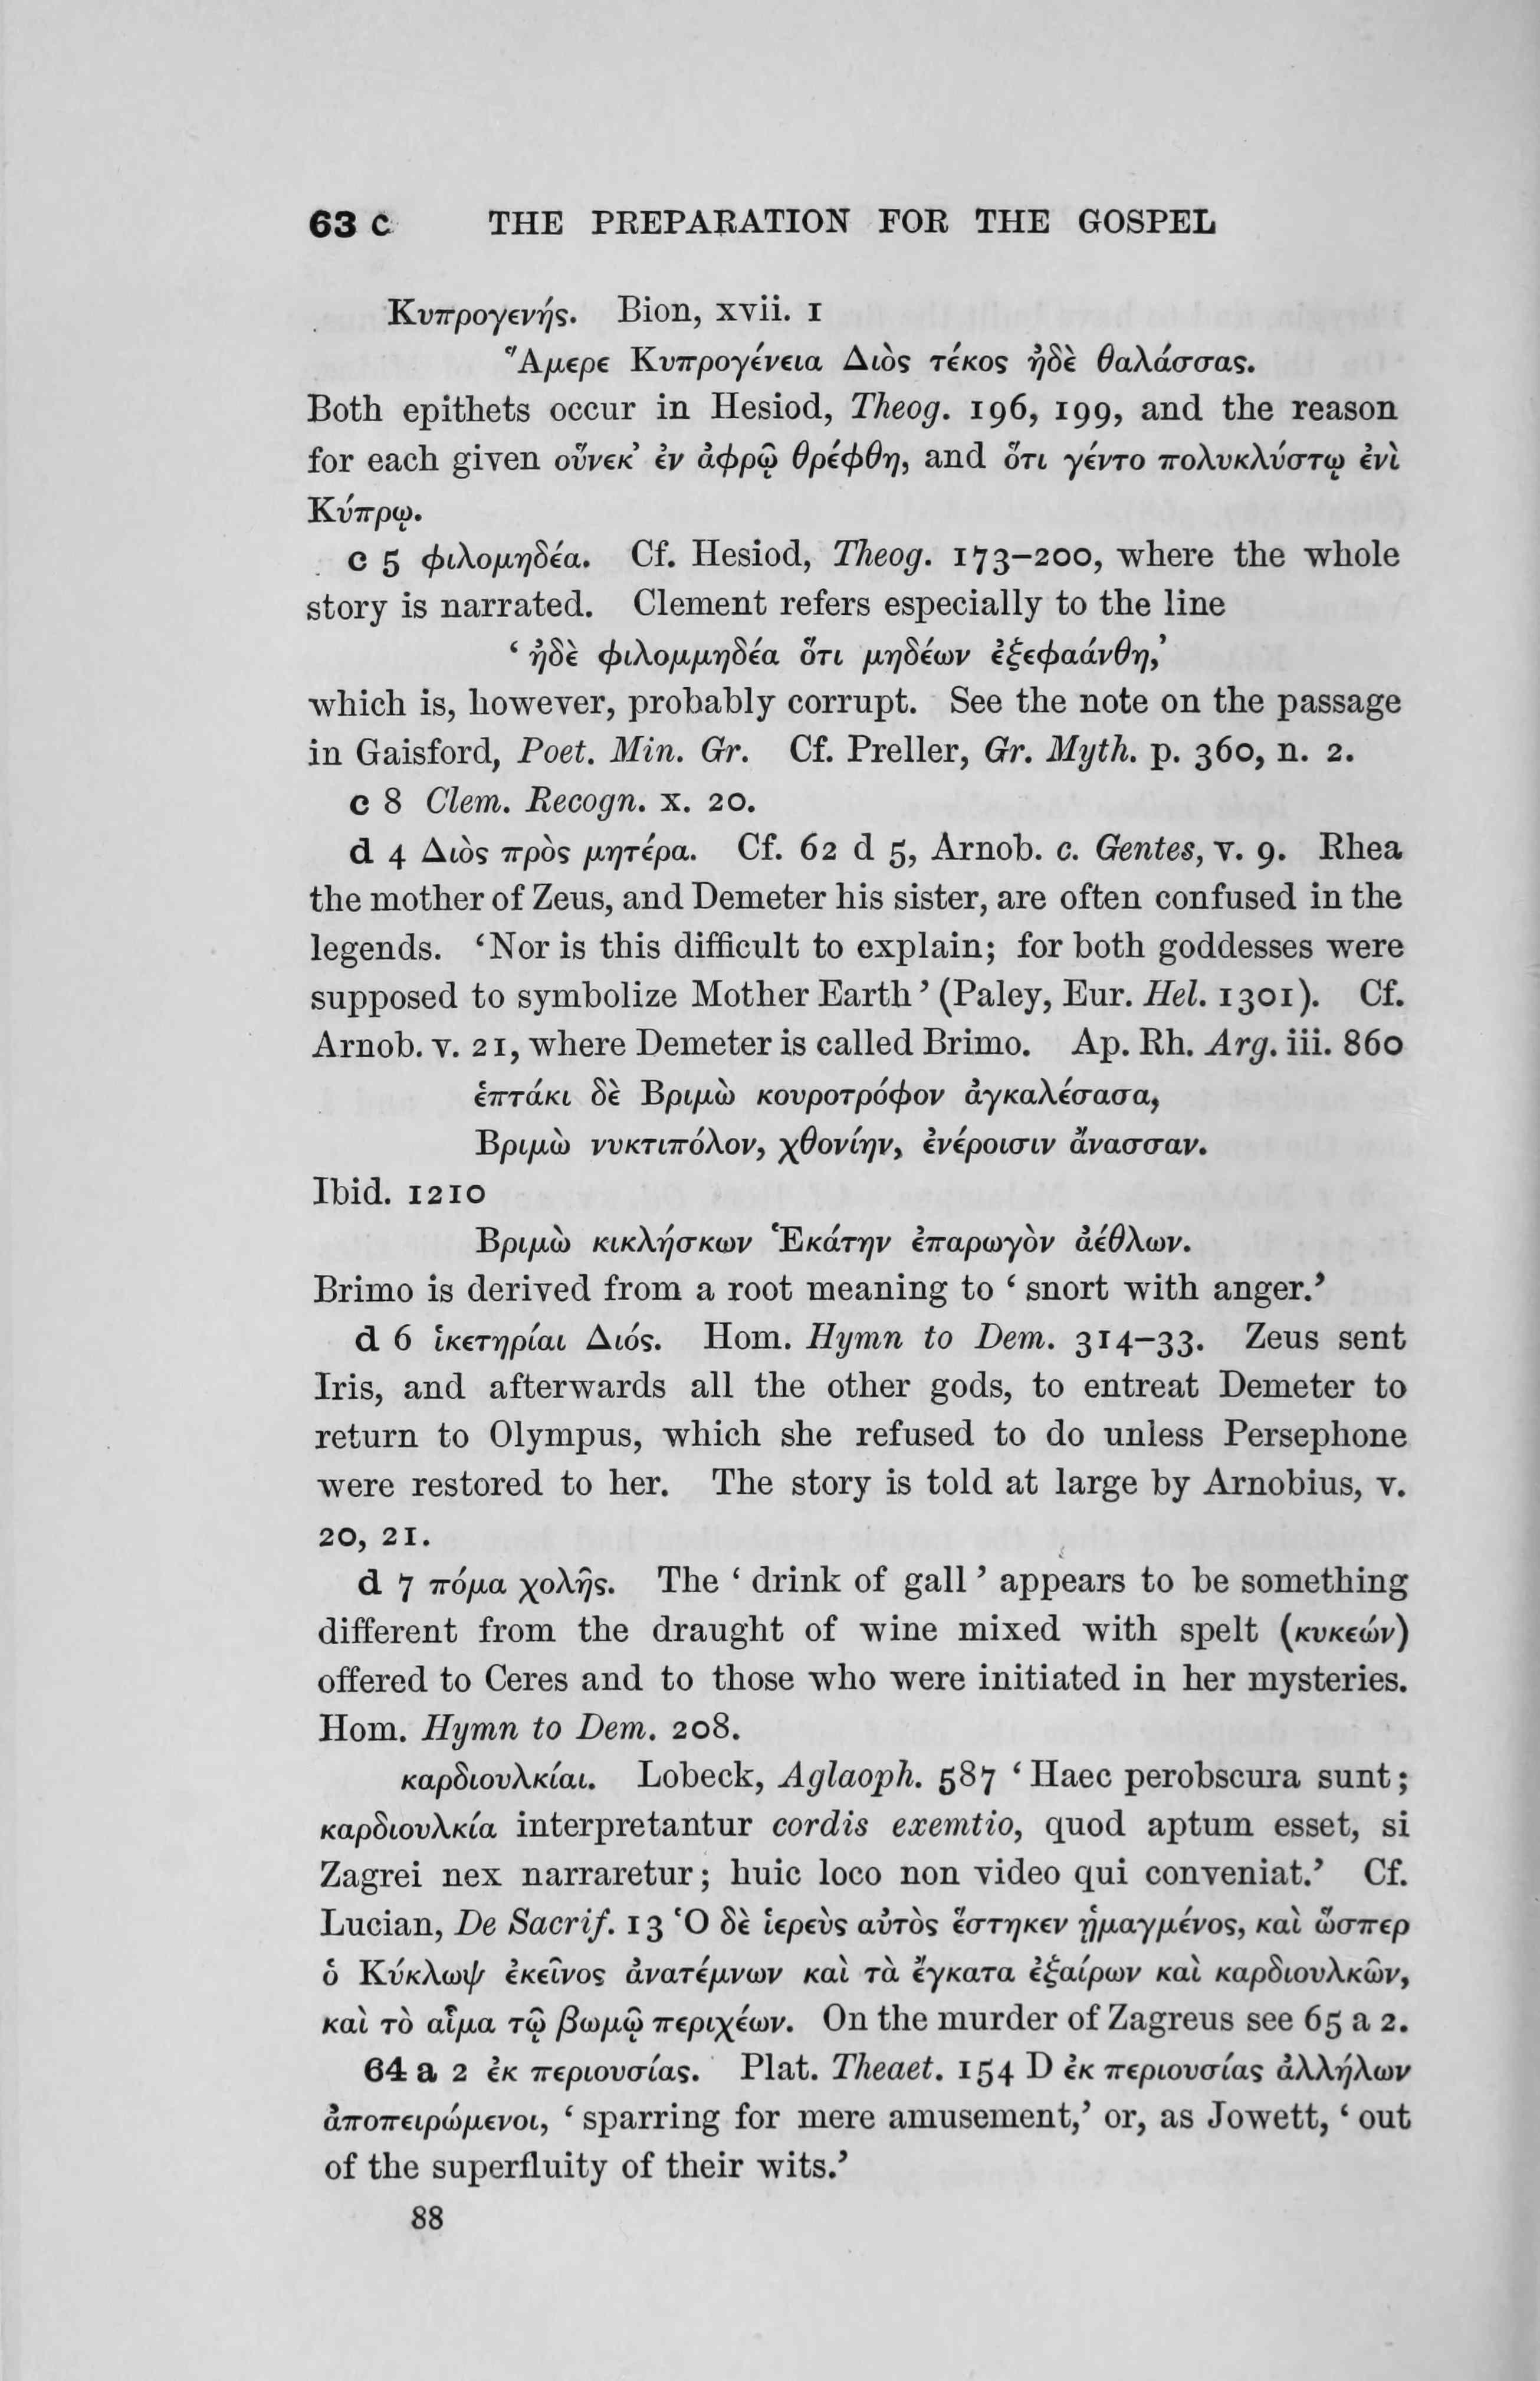 63 c THE PREPARATION FOR THE GOSPEL
Κυπρογενής. Bion, xvii. 1
Ἅμερε Κυπρογένεια Διὸς τέκος ἠδὲ θαλάσσας.
Both epithets occur in Hesiod, Theog. 196, 199, and the reason
for each given οὕνεκ’ ἐν ἀφρῷ θρέφθη, and ὅτι γέντο πολυκλύστῳ ἐνὶ
Κύπρῳ.
c 5 φιλομηδέα. Cf. Hesiod, Theog. 173–200, where the whole
story is narrated. Clement refers especially to the line
‘ ἠδὲ φιλομμηδέα ὅτι μηδέων ἐξεφαάνθη,’
which is, however, probably corrupt. See the note on the passage
in Gaisford, Poet. Min. Gr. Cf. Preller, Gr. Myth. p. 360, n. 2.
c 8 Clem. Recogn. x. 20.
d 4 Διὸς πρὸς μητέρα. Cf. 62 d 5, Arnob. c. Gentes, v. 9. Rhea
the mother of Zeus, and Demeter his sister, are often confused in the
legends. ‘Nor is this difficult to explain; for both goddesses were
supposed to symbolize Mother Earth’ (Paley, Eur. Hel. 1301). Cf.
Arnob. v. 21, where Demeter is called Brimo. Ap. Rh. Arg. iii. 860
ἑπτάκι δὲ Βριμὼ κουροτρόφον ἀγκαλέσασα,
Βριμὼ νυκτιπόλον, χθονίην, ἐνέροισιν ἄνασσαν.
Ibid. 1210
Βριμὼ κικλήσκων Ἑκάτην ἐπαρωγὸν ἀέθλων.
Brimo is derived from a root meaning to ‘ snort with anger.’
d 6 ἱκετηρίαι Διός. Hom. Hymn to Dem. 314–33. Zeus sent
Iris, and afterwards all the other gods, to entreat Demeter to
return to Olympus, which she refused to do unless Persephone
were restored to her. The story is told at large by Arnobius, v.
20, 21.
d 7 πόμα χολῆς. The ‘ drink of gall ’ appears to be something
different from the draught of wine mixed with spelt (κυκεών)
offered to Ceres and to those who were initiated in her mysteries.
Hom. Hymn to Dem. 208.
καρδιουλκίαι. Lobeck, Aglaoph. 587 ‘ Haec perobscura sunt;
καρδιουλκία interpretantur cordis exemtio, quod aptum esset, si
Zagrei nex narraretur; huic loco non video qui conveniat.’ Cf.
Lucian, De Sacrif. 13 Ὁ δὲ ἱερεὺς αὐτὸς ἕστηκεν ᾑμαγμένος, καὶ ὥσπερ
ὁ Κύκλωψ ἐκεῖνος ἀνατέμνων καὶ τὰ ἔγκατα ἐξαίρων καὶ καρδιουλκῶν,
καὶ τὸ αἷμα τῷ βωμῷ περιχέων. On the murder of Zagreus see 65 a 2.
64 a 2 ἐκ περιουσίας. Plat. Theaet. 154 D ἐκ περιουσίας ἀλλήλων
ἀποπειρώμενοι, ‘ sparring for mere amusement,’ or, as Jowett, ‘ out
of the superfluity of their wits.’
88